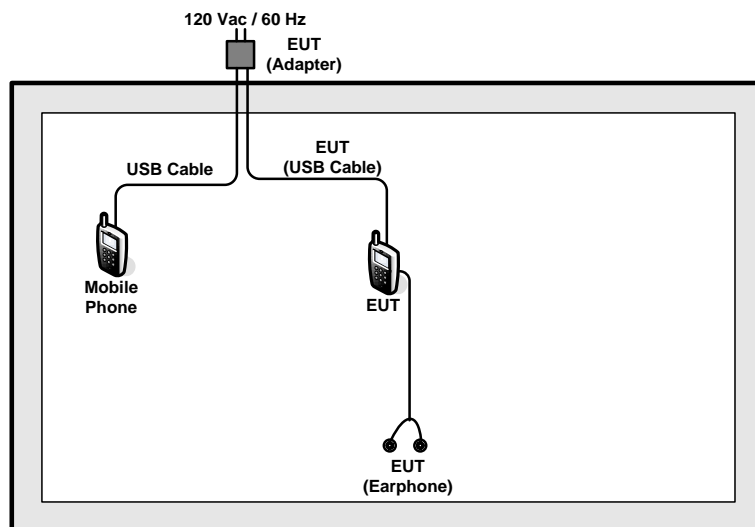 120 Vac / 60 Hz
EUT
(Adapter)
USB Cable
EUT
(USB Cable)
Mobile
Phone
EUT
EUT
(Earphone)